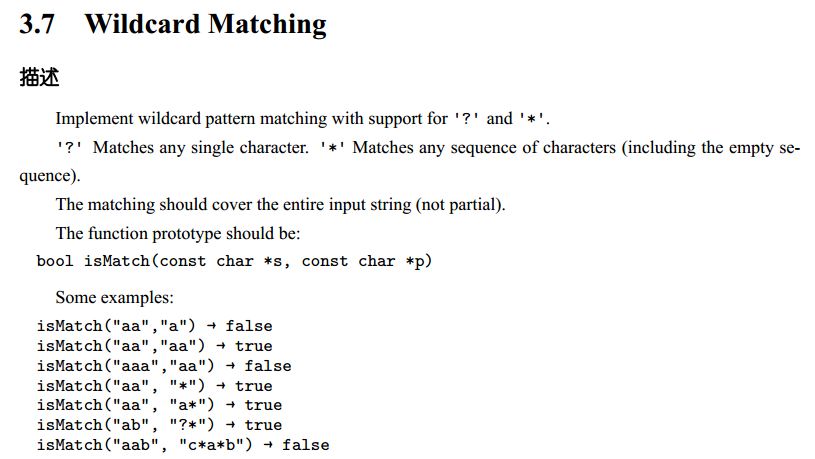 3.7 Wildcard Matching
描述
Implement wildcard pattern matching with support for '?' and '*'.
'?' Matches any single character. '*' Matches any sequence of characters (including the empty se-
quence).
The matching should cover the entire input string (not partial).
The function prototype should be:
bool isMatch(const char *s, const char *p)
Some examples:
isMatch("aa","a") → false
isMatch("aa","aa") → true
isMatch("aaa","aa") → false
isMatch("aa", "*") → true
isMatch("aa", "a*") → true
isMatch("ab", "?*") → true
isMatch("aab", "c*a*b") → false